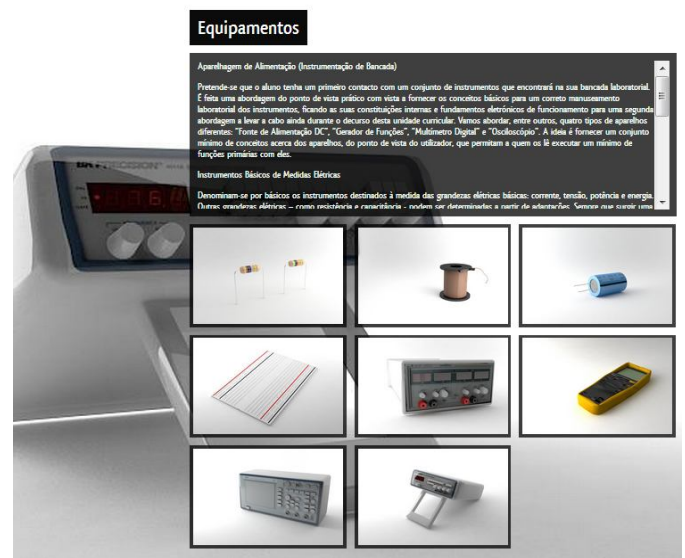 Equipamentos
Aparelhagem de Alimentação (Instrumentação de Bancada)
Pretende-se que o aluno tenha um primeiro contacto com um conjunto de instrumentos que encontrará na sua bancada laboratorial.
É feita uma abordagem do ponto de vista prático com vista a fornecer os conceitos básicos para um correto manuseamento
laboratorial dos instrumentos, ficando as suas constituições internas e fundamentos eletrónicos de funcionamento para uma segunda
abordagem a levar a cabo ainda durante o decurso desta unidade curricular. Vamos abordar, entre outros, quatro tipos de aparelhos
diferentes: "Fonte de Alimentação DC", "Gerador de Funções", "Multímetro Digital" e "Osciloscópio". A ideia é fornecer um conjunto
mínimo de conceitos acerca dos aparelhos, do ponto de vista do utilizador, que permitam a quem os lê executar um mínimo de
funções primárias com eles.
Instrumentos Básicos de Medidas Elétricas
Denominam-se por básicos os instrumentos destinados à medida das grandezas elétricas básicas: corrente, tensão, potência e energia.
Outras grandezas elétricas – como resistência e capacitância - podem ser determinadas a partir de adaptações. Sempre que surgir uma
PRECISION